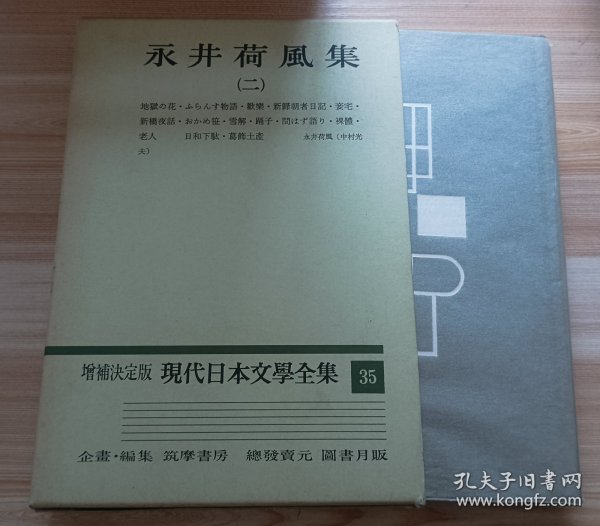 永井荷風集
(二)
地獄の花・ふらんす物語・歡樂・新歸朝者日記・妾宅・
新橋夜話・おかめ笹・雪解・踊子・問はず語り・裸體・
老人 日和下駄・葛飾土產 永井荷風(中村光
夫)
增補決定版 現代日本文學全集 35
企畫・編集 筑摩書房 總發賣元 圖書月販
孔夫子旧书网
www.kongfz.com